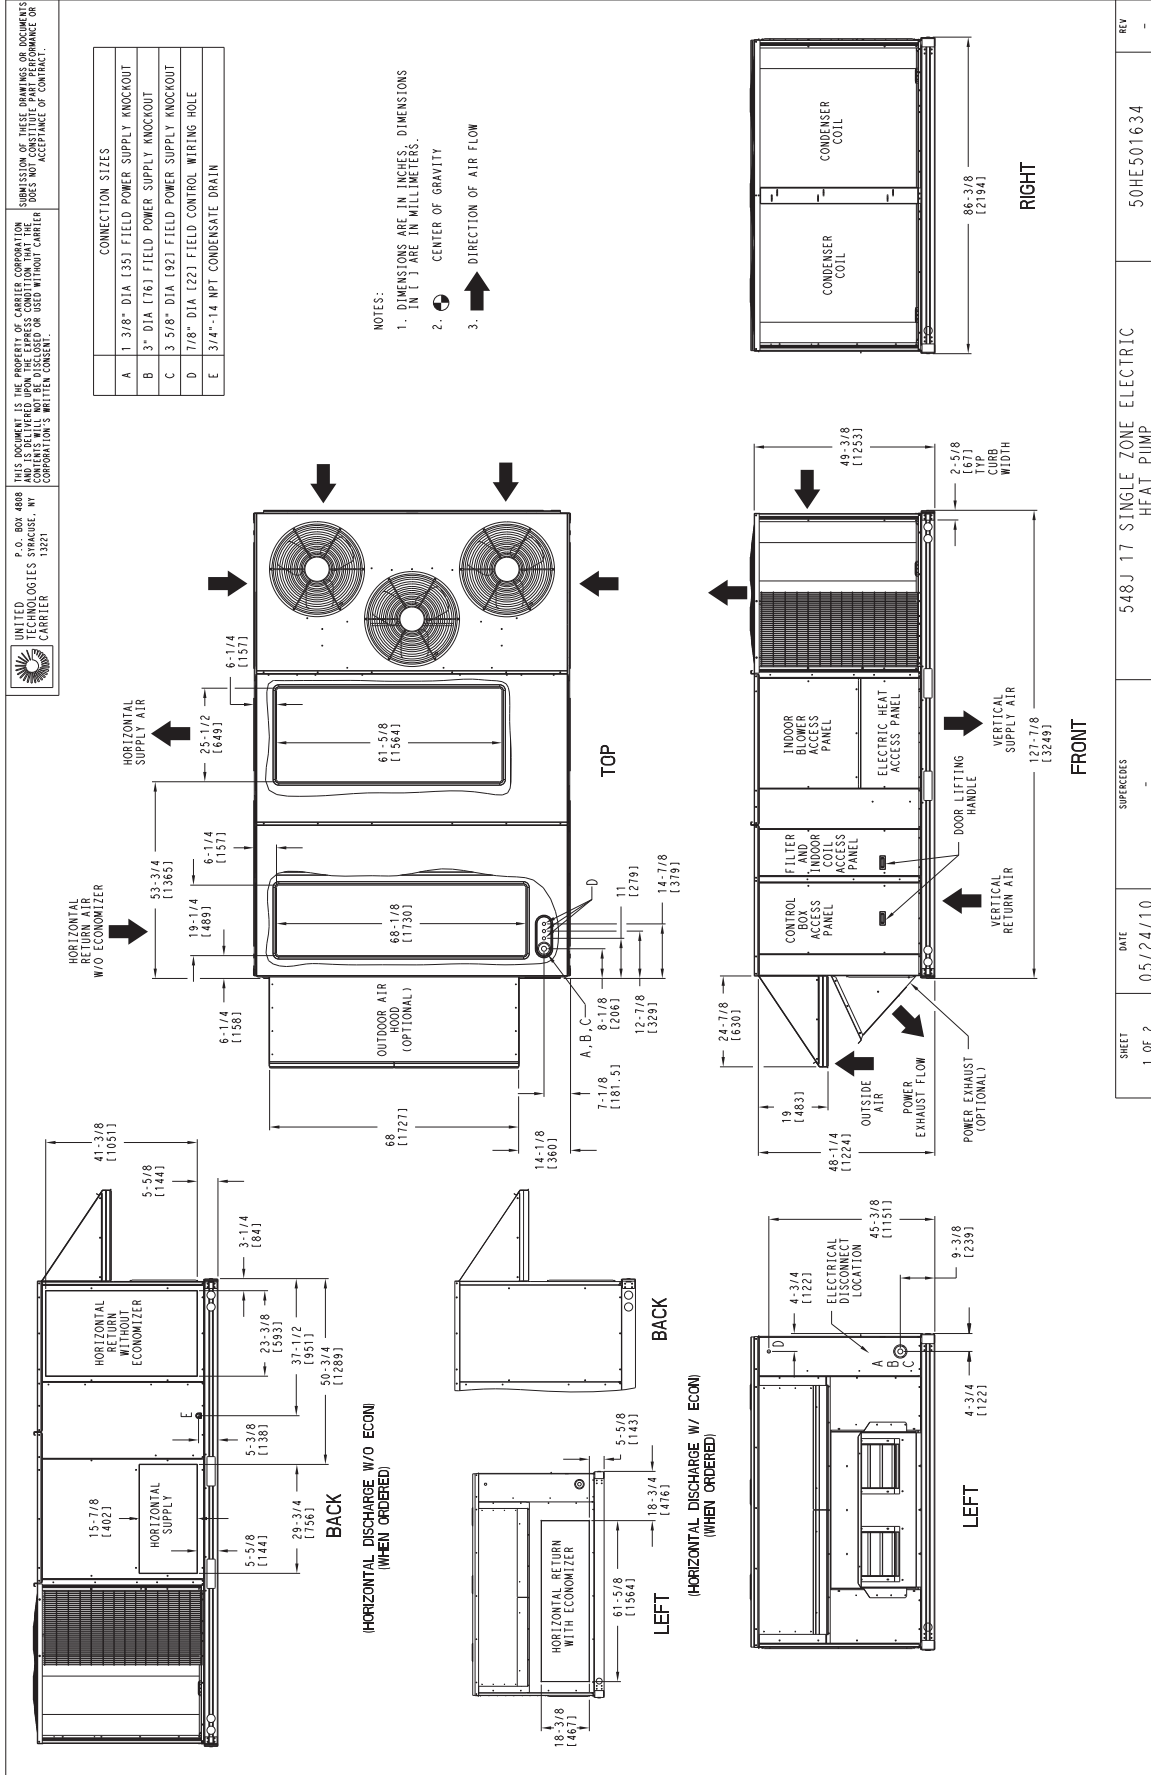 UNITED
TECHNOLOGIES
CARRIER
P.O. BOX 4808
SYRACUSE, NY
13221
THIS DOCUMENT IS THE PROPERTY OF CARRIER CORPORATION
AND IS DELIVERED UPON THE EXPRESS CONDITION THAT THE
CONTENTS WILL NOT BE DISCLOSED OR USED WITHOUT CARRIER
CORPORATION'S WRITTEN CONSENT.
SUBMISSION OF THESE DRAWINGS OR DOCUMENTS
DOES NOT CONSTITUTE PART PERFORMANCE OR
ACCEPTANCE OF CONTRACT.
CONNECTION SIZES
A 1 3/8" DIA [35] FIELD POWER SUPPLY KNOCKOUT
B 3" DIA [76] FIELD POWER SUPPLY KNOCKOUT
C 3 5/8" DIA [92] FIELD POWER SUPPLY KNOCKOUT
D 7/8" DIA [22] FIELD CONTROL WIRING HOLE
E 3/4"-14 NPT CONDENSATE DRAIN
NOTES:
1. DIMENSIONS ARE IN INCHES, DIMENSIONS
IN [ ] ARE IN MILLIMETERS.
2. CENTER OF GRAVITY
3. DIRECTION OF AIR FLOW
HORIZONTAL
RETURN AIR
W/O ECONOMIZER
HORIZONTAL
SUPPLY AIR
53-3/4
[1365]
25-1/2
[649]
6-1/4
[157]
19-1/4
[489]
6-1/4
[157]
6-1/4
[158]
61-5/8
[1564]
68-1/8
[1730]
OUTDOOR AIR
HOOD
(OPTIONAL)
68
[1727]
14-1/8
[360]
7-1/8
[181.5]
A,B,C
8-1/8
[206]
12-7/8
[329]
11
[279]
14-7/8
[379]
D
TOP
41-3/8
[1051]
5-5/8
[144]
3-1/4
[84]
HORIZONTAL
RETURN
WITHOUT
ECONOMIZER
E
23-3/8
[593]
37-1/2
[951]
50-3/4
[1289]
5-3/8
[138]
15-7/8
[402]
HORIZONTAL
SUPPLY
5-5/8
[144]
29-3/4
[756]
BACK
(HORIZONTAL DISCHARGE W/O ECON)
(WHEN ORDERED)
BACK
HORIZONTAL RETURN
WITH ECONOMIZER
18-3/8
[467]
61-5/8
[1564]
5-5/8
[143]
18-3/4
[476]
LEFT
(HORIZONTAL DISCHARGE W/ ECON)
(WHEN ORDERED)
D
4-3/4
[122]
ELECTRICAL
DISCONNECT
LOCATION
45-3/8
[1151]
9-3/8
[239]
A
B
C
4-3/4
[122]
LEFT
24-7/8
[630]
19
[483]
48-1/4
[1224]
OUTSIDE
AIR
POWER
EXHAUST FLOW
POWER EXHAUST
(OPTIONAL)
CONTROL
BOX
ACCESS
PANEL
FILTER
AND
INDOOR
COIL
ACCESS
PANEL
INDOOR
BLOWER
ACCESS
PANEL
ELECTRIC HEAT
ACCESS PANEL
DOOR LIFTING
HANDLE
VERTICAL
RETURN AIR
VERTICAL
SUPPLY AIR
127-7/8
[3249]
49-3/8
[1253]
2-5/8
[67]
TYP
CURB
WIDTH
FRONT
CONDENSER
COIL
CONDENSER
COIL
86-3/8
[2194]
RIGHT
SHEET
1 OF 2
DATE
05/24/10
SUPERCEDES
-
548J 17 SINGLE ZONE ELECTRIC
HEAT PUMP
50HE501634
REV
-